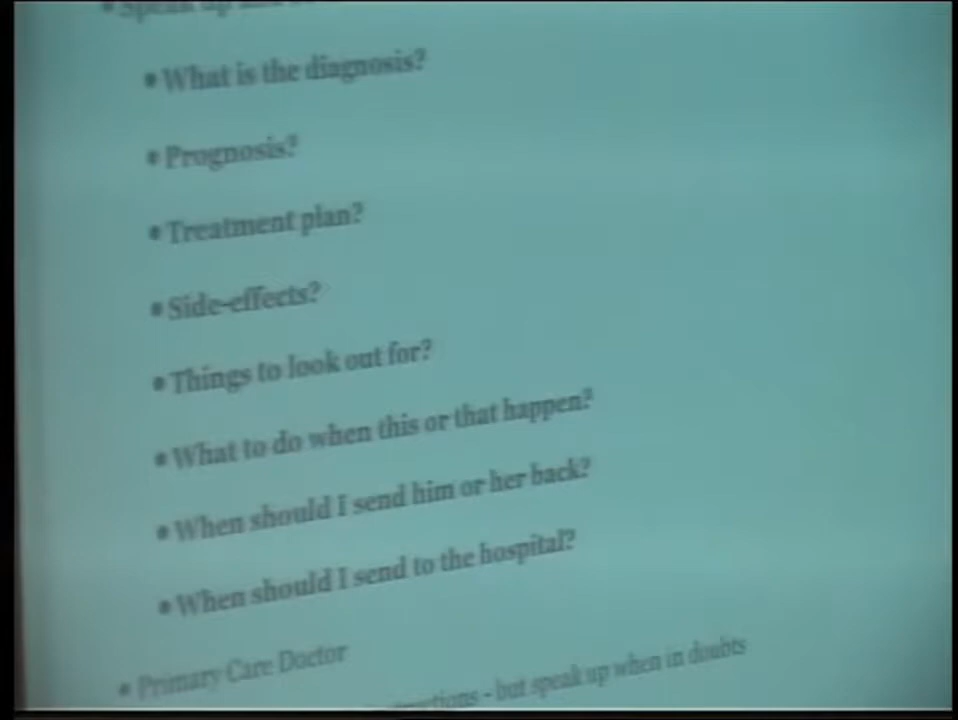 • Speak up
• What is the diagnosis?
• Prognosis?
• Treatment plan?
• Side-effects?
• Things to look out for?
• What to do when this or that happen?
• When should I send him or her back?
• When should I send to the hospital?
• Primary Care Doctor
- but speak up when in doubts